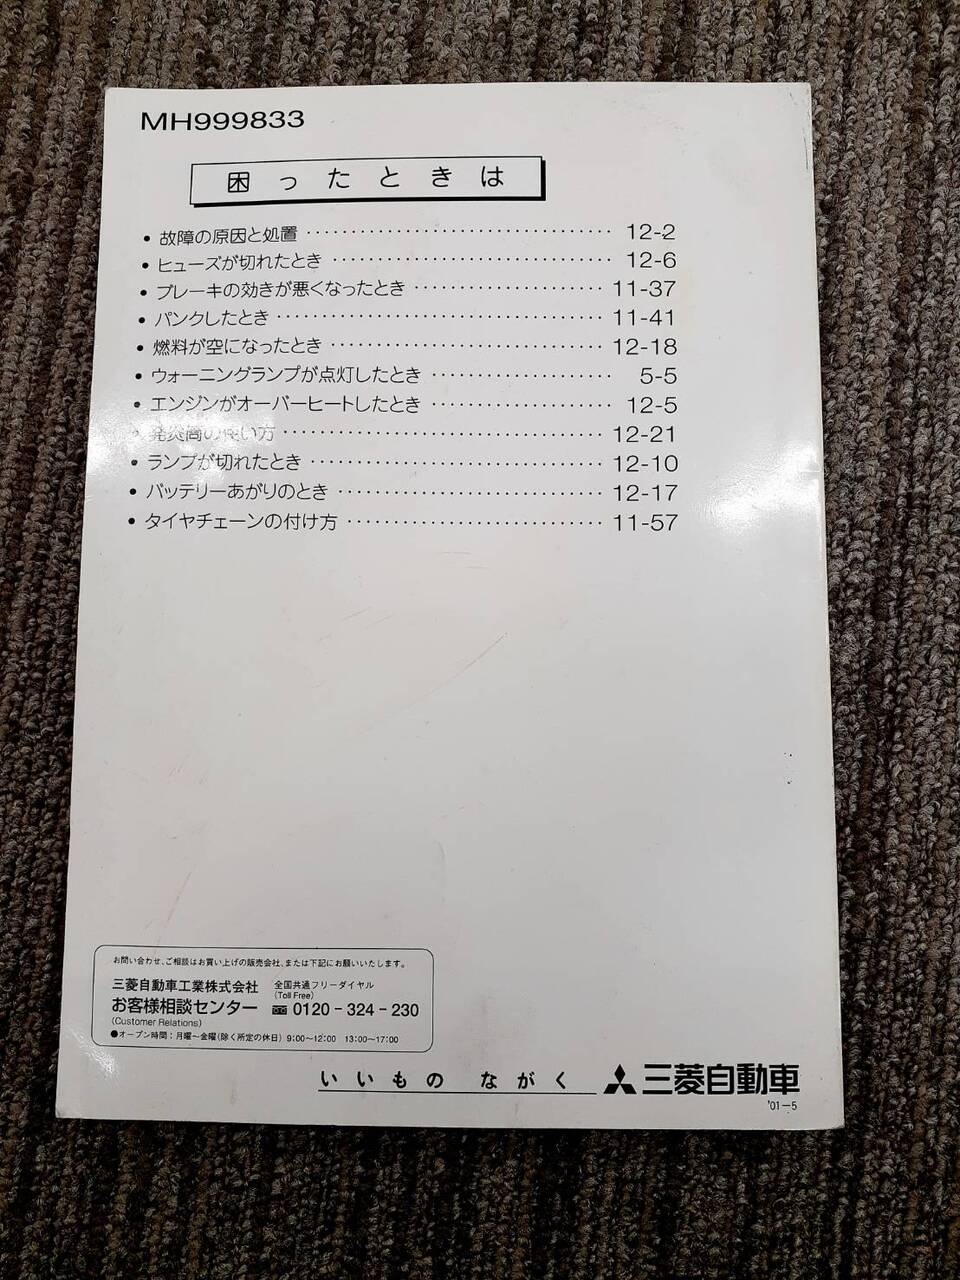 MH999833
困ったときは
• 故障の原因と処置 ································ 12-2
• ヒューズが切れたとき ···························· 12-6
• ブレーキの効きが悪くなったとき ··················· 11-37
• パンクしたとき ································· 11-41
• 燃料が空になったとき ···························· 12-18
• ウォーニングランプが点灯したとき ·················· 5-5
• エンジンがオーバーヒートしたとき ·················· 12-5
• 発炎筒の使い方 ································· 12-21
• ランプが切れたとき ······························ 12-10
• バッテリーあがりのとき ··························· 12-17
• タイヤチェーンの付け方 ·························· 11-57
お問い合わせ、ご相談はお買い上げの販売会社、または下記にお願いいたします。
三菱自動車工業株式会社 全国共通フリーダイヤル
(Toll Free)
お客様相談センター 0120-324-230
(Customer Relations)
●オープン時間:月曜〜金曜(除く所定の休日) 9:00〜12:00 13:00〜17:00
いいもの ながく 三菱自動車
'01-5